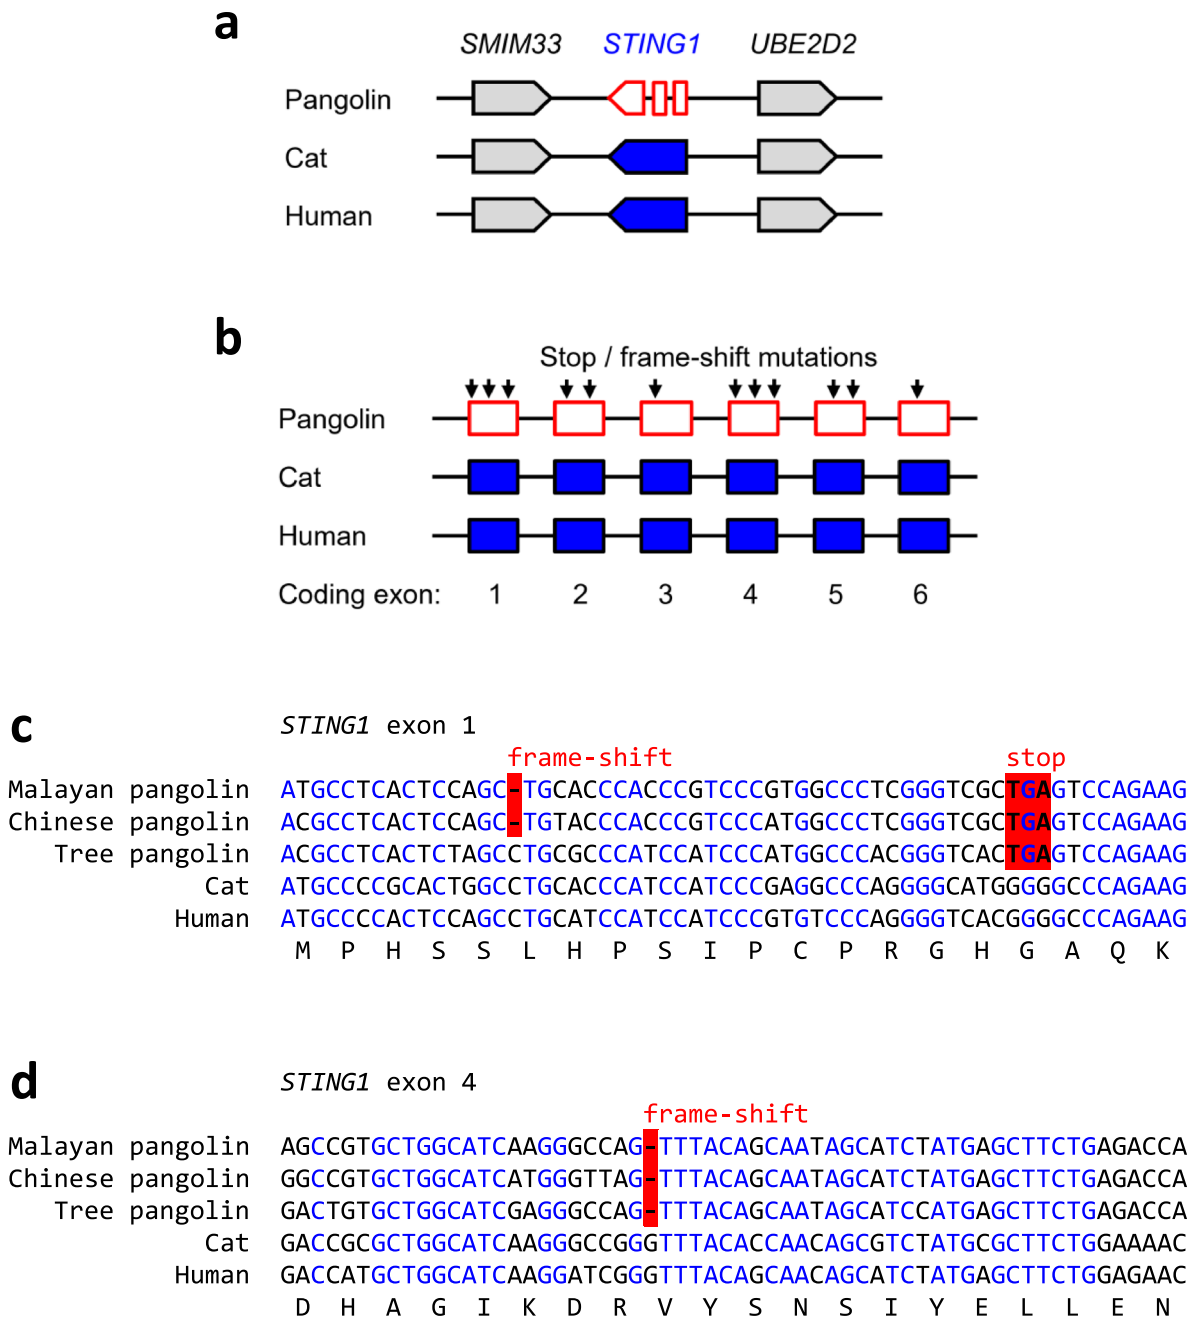 a
SMIM33 STING1 UBE2D2
Pangolin
Cat
Human
b
Stop / frame-shift mutations
Pangolin
Cat
Human
Coding exon: 1 2 3 4 5 6
c
STING1 exon 1
frame-shift stop
Malayan pangolin ATGCCTCACTCCAGC-TGCACCCACCCGTCCCGTGGCCCTCGGGTCGCTGAGTCCAGAAG
Chinese pangolin ACGCCTCACTCCAGC-TGTACCCACCCGTCCCATGGCCCTCGGGTCGCTGAGTCCAGAAG
Tree pangolin ACGCCTCACTCTAGCCTGCGCCCATCCATCCCATGGCCCACGGGTCACTGAGTCCAGAAG
Cat ATGCCCCGCACTGGCCTGCACCCATCCATCCCGAGGCCCAGGGGCATGGGGGCCCAGAAG
Human ATGCCCCACTCCAGCCTGCATCCATCCATCCCGTGTCCCAGGGGTCACGGGGCCCAGAAG
M P H S S L H P S I P C P R G H G A Q K
d
STING1 exon 4
frame-shift
Malayan pangolin AGCCGTGCTGGCATCAAGGGCCAG-TTTACAGCAATAGCATCTATGAGCTTCTGAGACCA
Chinese pangolin GGCCGTGCTGGCATCATGGGTTAG-TTTACAGCAATAGCATCTATGAGCTTCTGAGACCA
Tree pangolin GACTGTGCTGGCATCGAGGGCCAG-TTTACAGCAATAGCATCCATGAGCTTCTGAGACCA
Cat GACCGCGCTGGCATCAAGGGCCGGGTTTACACCAACAGCGTCTATGCGCTTCTGGAAAAC
Human GACCATGCTGGCATCAAGGATCGGGTTTACAGCAACAGCATCTATGAGCTTCTGGAGAAC
D H A G I K D R V Y S N S I Y E L L E N